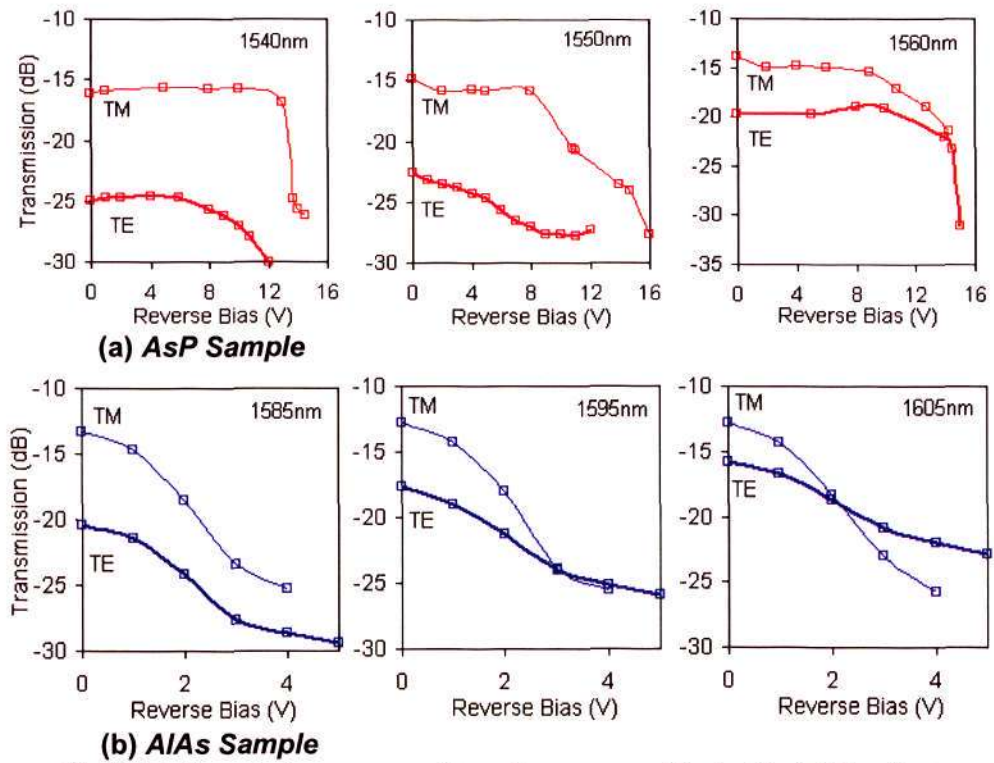 -10
-15
-20
-25
-30
Transmission (dB)
1540nm
TM
TE
0 4 8 12 16
Reverse Bias (V)
-10
-15
-20
-25
-30
1550nm
TM
TE
0 4 8 12 16
Reverse Bias (V)
-10
-15
-20
-25
-30
-35
1560nm
TM
TE
0 4 8 12 16
Reverse Bias (V)
(a) AsP Sample
-10
-15
-20
-25
-30
Transmission (dB)
1585nm
TM
TE
0 2 4
Reverse Bias (V)
-10
-15
-20
-25
-30
1595nm
TM
TE
0 2 4
Reverse Bias (V)
-10
-15
-20
-25
-30
1605nm
TM
TE
0 2 4
Reverse Bias (V)
(b) AlAs Sample